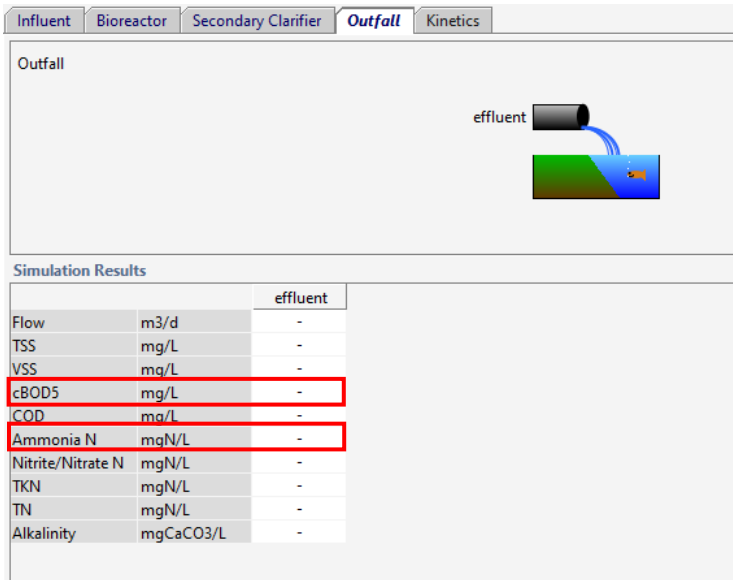 Influent Bioreactor Secondary Clarifier Outfall Kinetics
Outfall
effluent
Simulation Results
effluent
Flow m3/d -
TSS mg/L -
VSS mg/L -
cBOD5 mg/L -
COD mg/L -
Ammonia N mgN/L -
Nitrite/Nitrate N mgN/L -
TKN mgN/L -
TN mgN/L -
Alkalinity mgCaCO3/L -